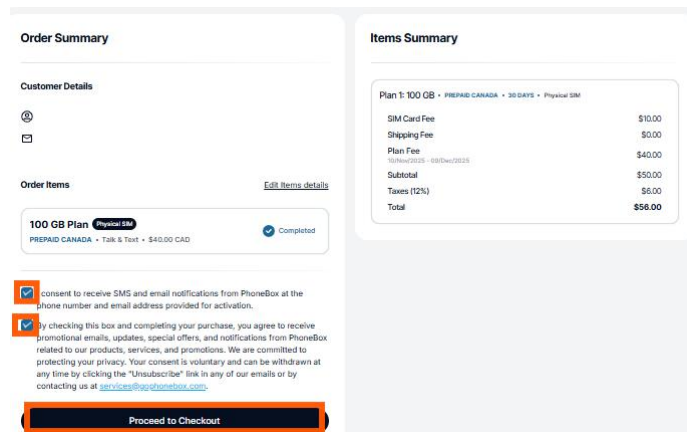 Order Summary
Customer Details
Order Items
Edit Items details
100 GB Plan Physical SIM
PREPAID CANADA • Talk & Text • $40.00 CAD
Completed
consent to receive SMS and email notifications from PhoneBox at the
phone number and email address provided for activation.
By checking this box and completing your purchase, you agree to receive
promotional emails, updates, special offers, and notifications from PhoneBox
related to our products, services, and promotions. We are committed to
protecting your privacy. Your consent is voluntary and can be withdrawn at
any time by clicking the "Unsubscribe" link in any of our emails or by
contacting us at services@gophonebox.com.
Proceed to Checkout
Items Summary
Plan 1: 100 GB • PREPAID CANADA • 30 DAYS • Physical SIM
SIM Card Fee $10.00
Shipping Fee $0.00
Plan Fee $40.00
10/Nov/2025 - 09/Dec/2025
Subtotal $50.00
Taxes (12%) $6.00
Total $56.00